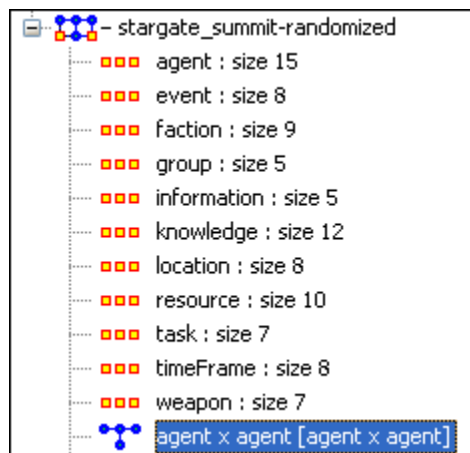 stargate_summit-randomized
agent : size 15
event : size 8
faction : size 9
group : size 5
information : size 5
knowledge : size 12
location : size 8
resource : size 10
task : size 7
timeFrame : size 8
weapon : size 7
agent x agent [agent x agent]